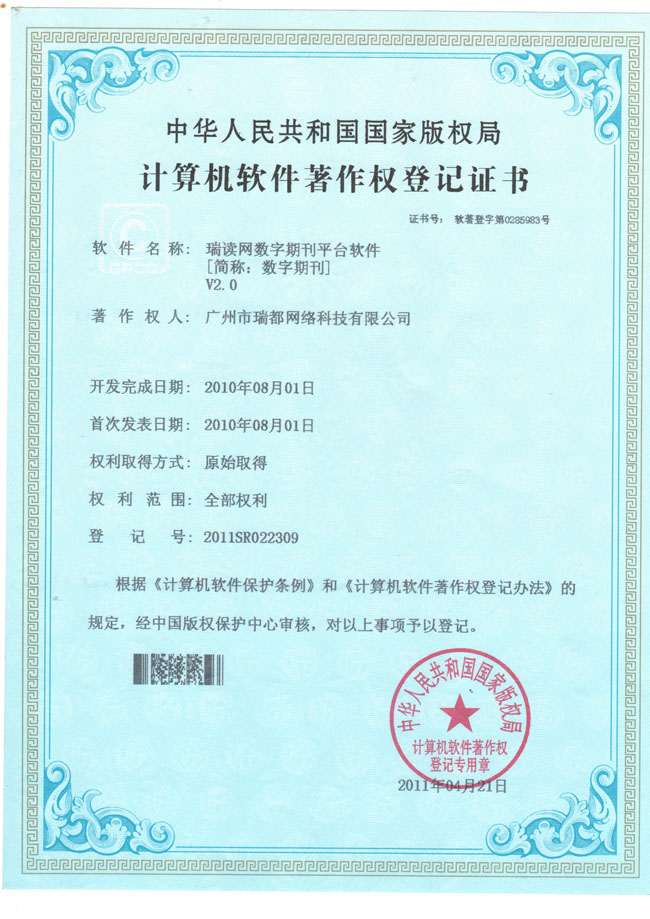 中华人民共和国国家版权局
计算机软件著作权登记证书
证书号： 软著登字第0285983号
CPCC
软件名称： 瑞读网数字期刊平台软件
[简称：数字期刊]
V2.0
著作权人： 广州市瑞都网络科技有限公司
开发完成日期： 2010年08月01日
首次发表日期： 2010年08月01日
权利取得方式： 原始取得
权利范围： 全部权利
登记号： 2011SR022309
根据《计算机软件保护条例》和《计算机软件著作权登记办法》的
规定，经中国版权保护中心审核，对以上事项予以登记。
中华人民共和国国家版权局
计算机软件著作权
登记专用章
2011年04月21日